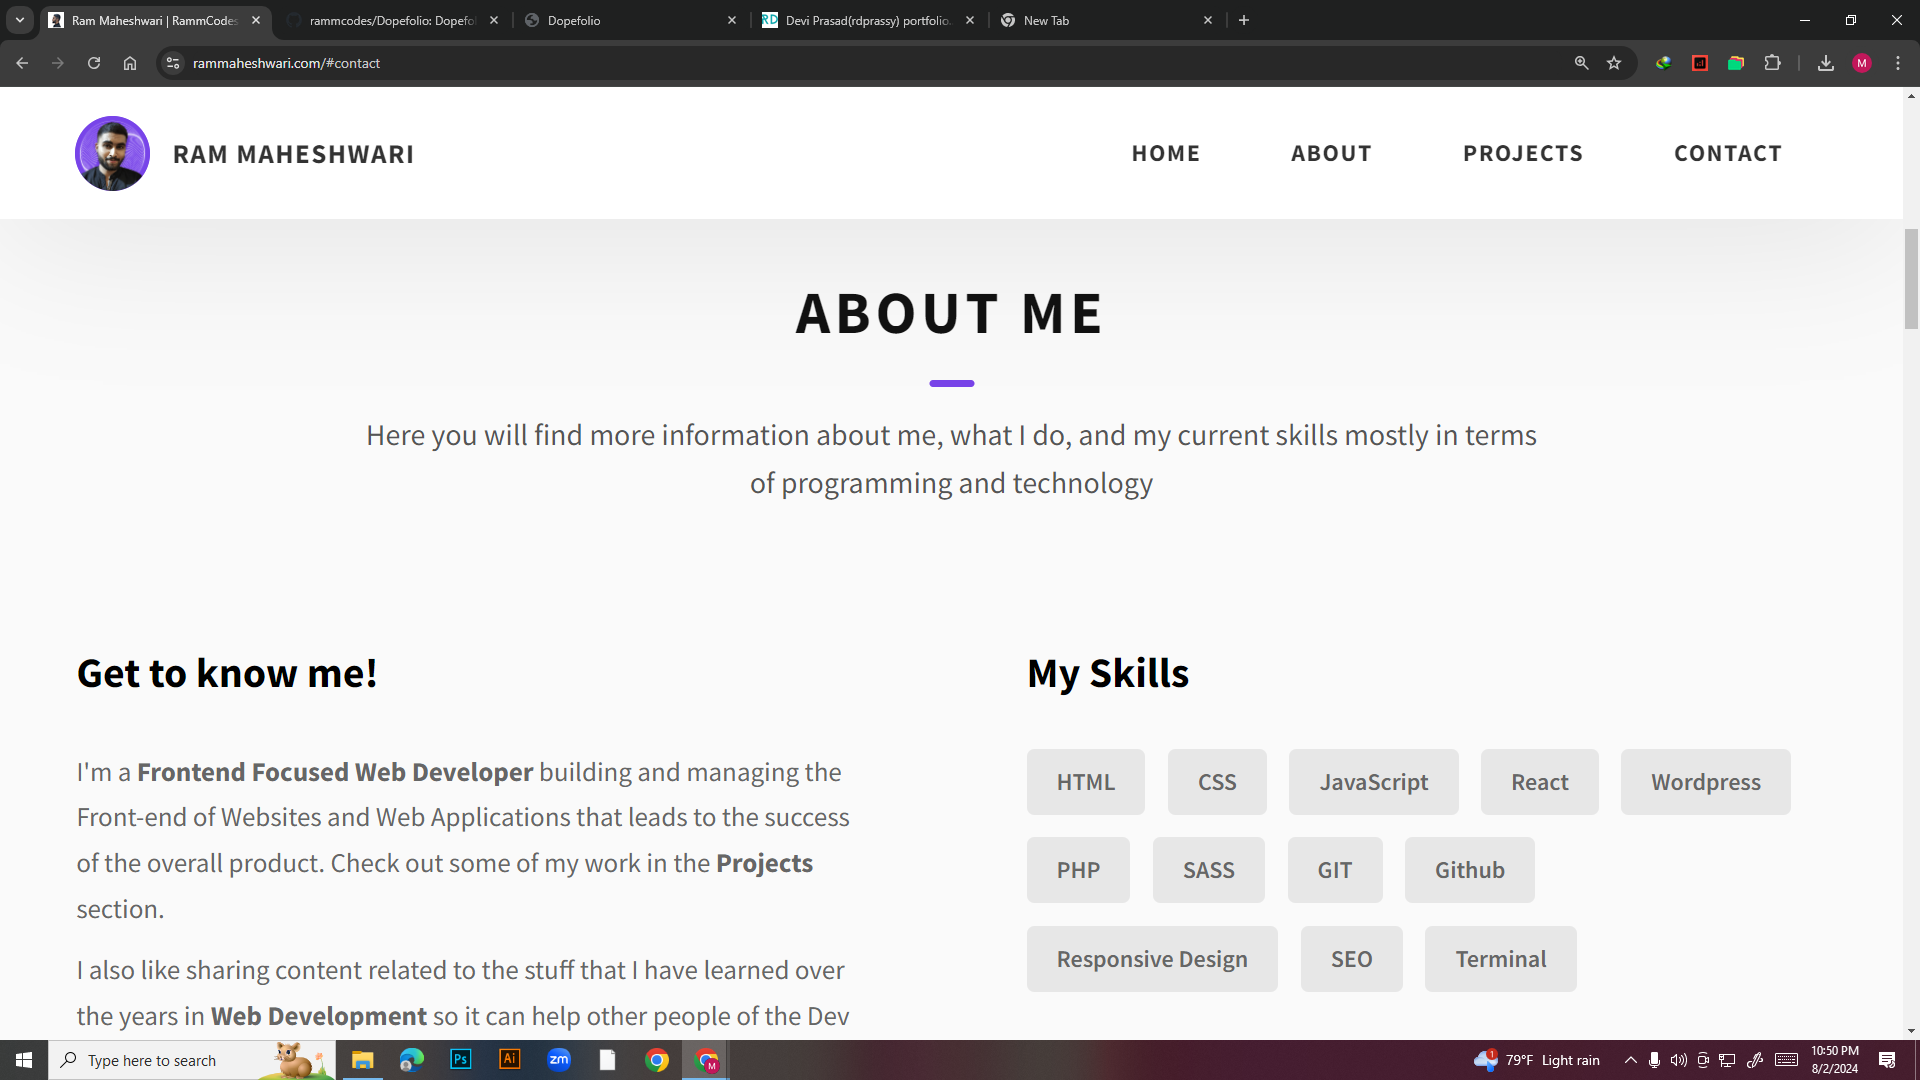 Ram Maheshwari | RammCodes
rammcodes/Dopefolio: Dopefo
Dopefolio
RD
Devi Prasad(rdprassy) portfolio
New Tab
rammaheshwari.com/#contact
M
RAM MAHESHWARI
HOME
ABOUT
PROJECTS
CONTACT
ABOUT ME
Here you will find more information about me, what I do, and my current skills mostly in terms
of programming and technology
Get to know me!
I'm a Frontend Focused Web Developer building and managing the
Front-end of Websites and Web Applications that leads to the success
of the overall product. Check out some of my work in the Projects
section.
I also like sharing content related to the stuff that I have learned over
the years in Web Development so it can help other people of the Dev
My Skills
HTML
CSS
JavaScript
React
Wordpress
PHP
SASS
GIT
Github
Responsive Design
SEO
Terminal
Type here to search
Ps
Ai
zm
M
1
79°F Light rain
10:50 PM
8/2/2024